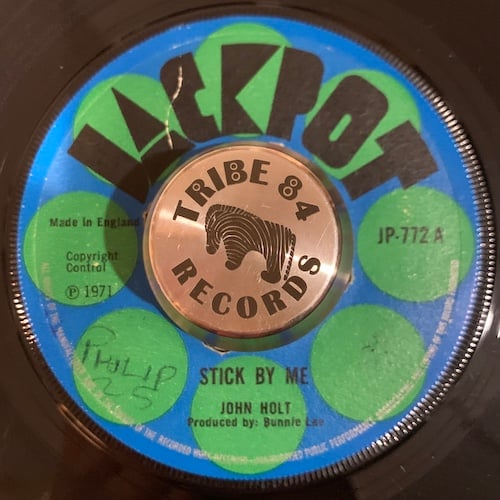 JACKPOT
TRIBE 84
RECORDS
Made in England
Copyright
Control
Ⓟ 1971
JP-772 A
PHILIP
25
STICK BY ME
JOHN HOLT
Produced by: Bunnie Lee